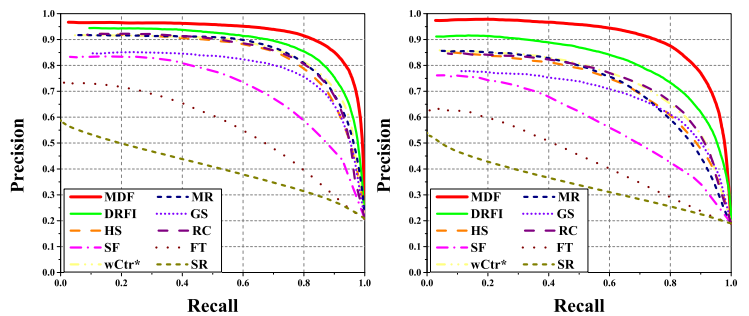 Precision
1.0
0.9
0.8
0.7
0.6
0.5
0.4
0.3
0.2
0.1
0.0
MDF MR
DRFI GS
HS RC
SF FT
wCtr* SR
0.0 0.2 0.4 0.6 0.8 1.0
Recall
Precision
1.0
0.9
0.8
0.7
0.6
0.5
0.4
0.3
0.2
0.1
0.0
MDF MR
DRFI GS
HS RC
SF FT
wCtr* SR
0.0 0.2 0.4 0.6 0.8 1.0
Recall